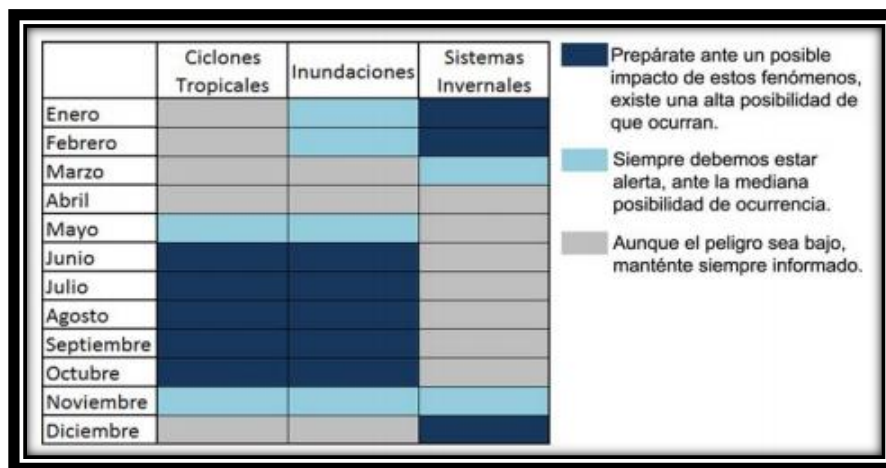 Ciclones
Tropicales
Inundaciones
Sistemas
Invernales
Enero
Febrero
Marzo
Abril
Mayo
Junio
Julio
Agosto
Septiembre
Octubre
Noviembre
Diciembre
Prepárate ante un posible
impacto de estos fenómenos,
existe una alta posibilidad de
que ocurran.
Siempre debemos estar
alerta, ante la mediana
posibilidad de ocurrencia.
Aunque el peligro sea bajo,
manténte siempre informado.